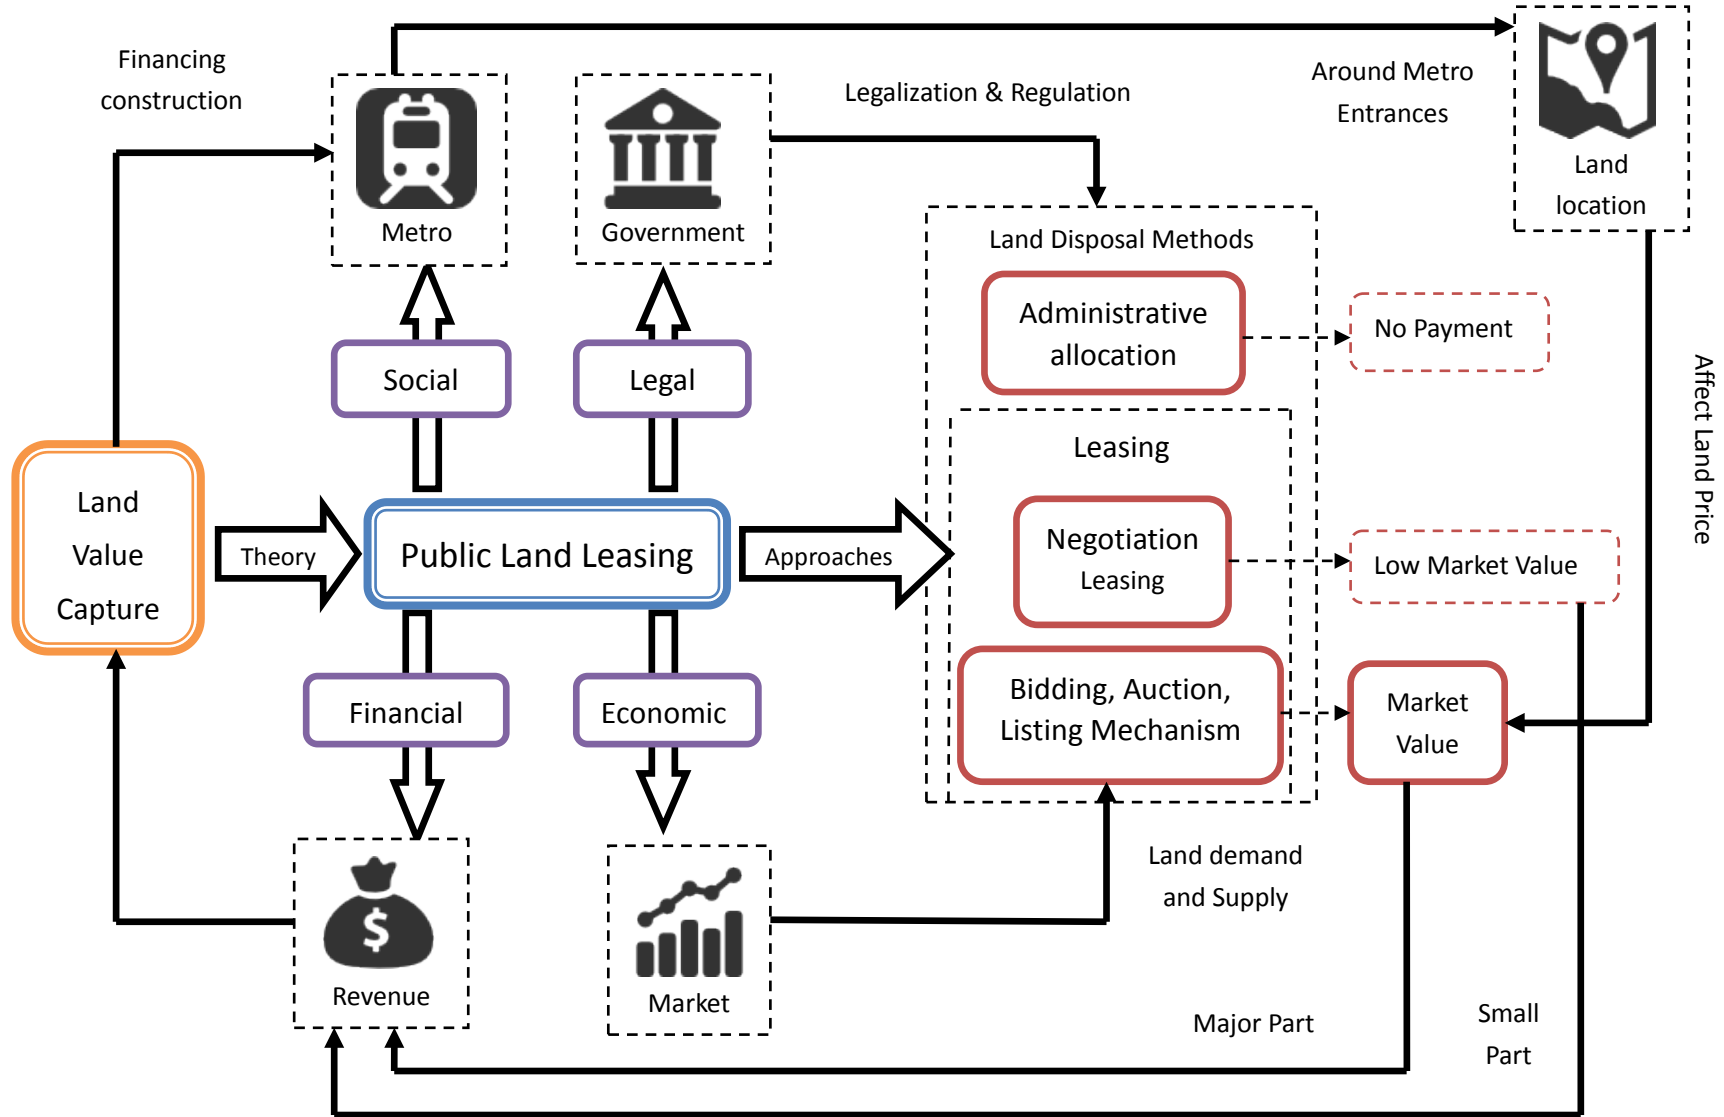 Financing
construction
Metro
Government
Legalization & Regulation
Around Metro
Entrances
Land
location
Land Disposal Methods
Administrative
allocation
No Payment
Social
Legal
Affect Land Price
Leasing
Land
Value
Capture
Theory
Public Land Leasing
Approaches
Negotiation
Leasing
Low Market Value
Financial
Economic
Bidding, Auction,
Listing Mechanism
Market
Value
Land demand
and Supply
$
Revenue
Market
Major Part
Small
Part